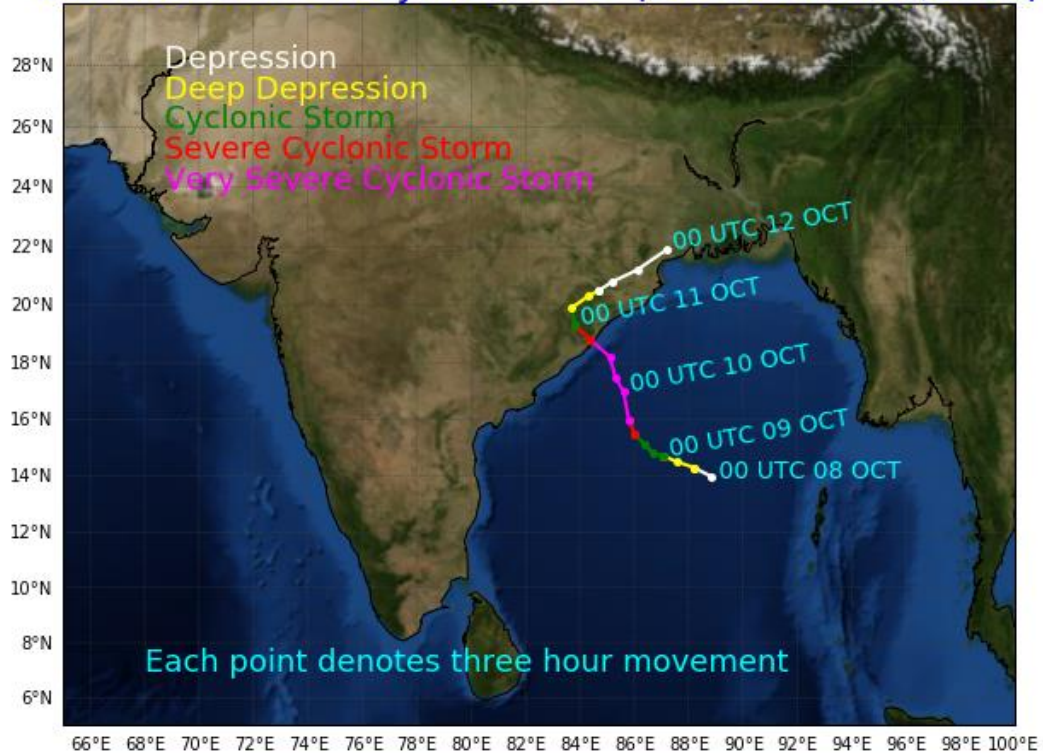 Depression
Deep Depression
Cyclonic Storm
Severe Cyclonic Storm
Very Severe Cyclonic Storm
00 UTC 12 OCT
00 UTC 11 OCT
00 UTC 10 OCT
00 UTC 09 OCT
00 UTC 08 OCT
Each point denotes three hour movement
28°N
26°N
24°N
22°N
20°N
18°N
16°N
14°N
12°N
10°N
8°N
6°N
66°E 68°E 70°E 72°E 74°E 76°E 78°E 80°E 82°E 84°E 86°E 88°E 90°E 92°E 94°E 96°E 98°E 100°E